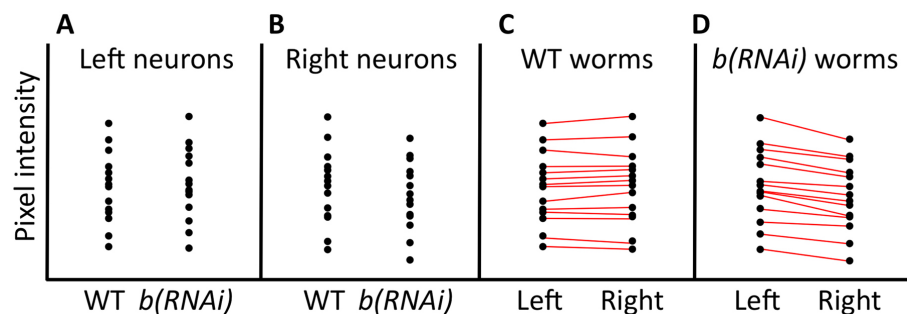 A B C D
Left neurons Right neurons WT worms b(RNAi) worms
Pixel intensity
WT b(RNAi) WT b(RNAi) Left Right Left Right